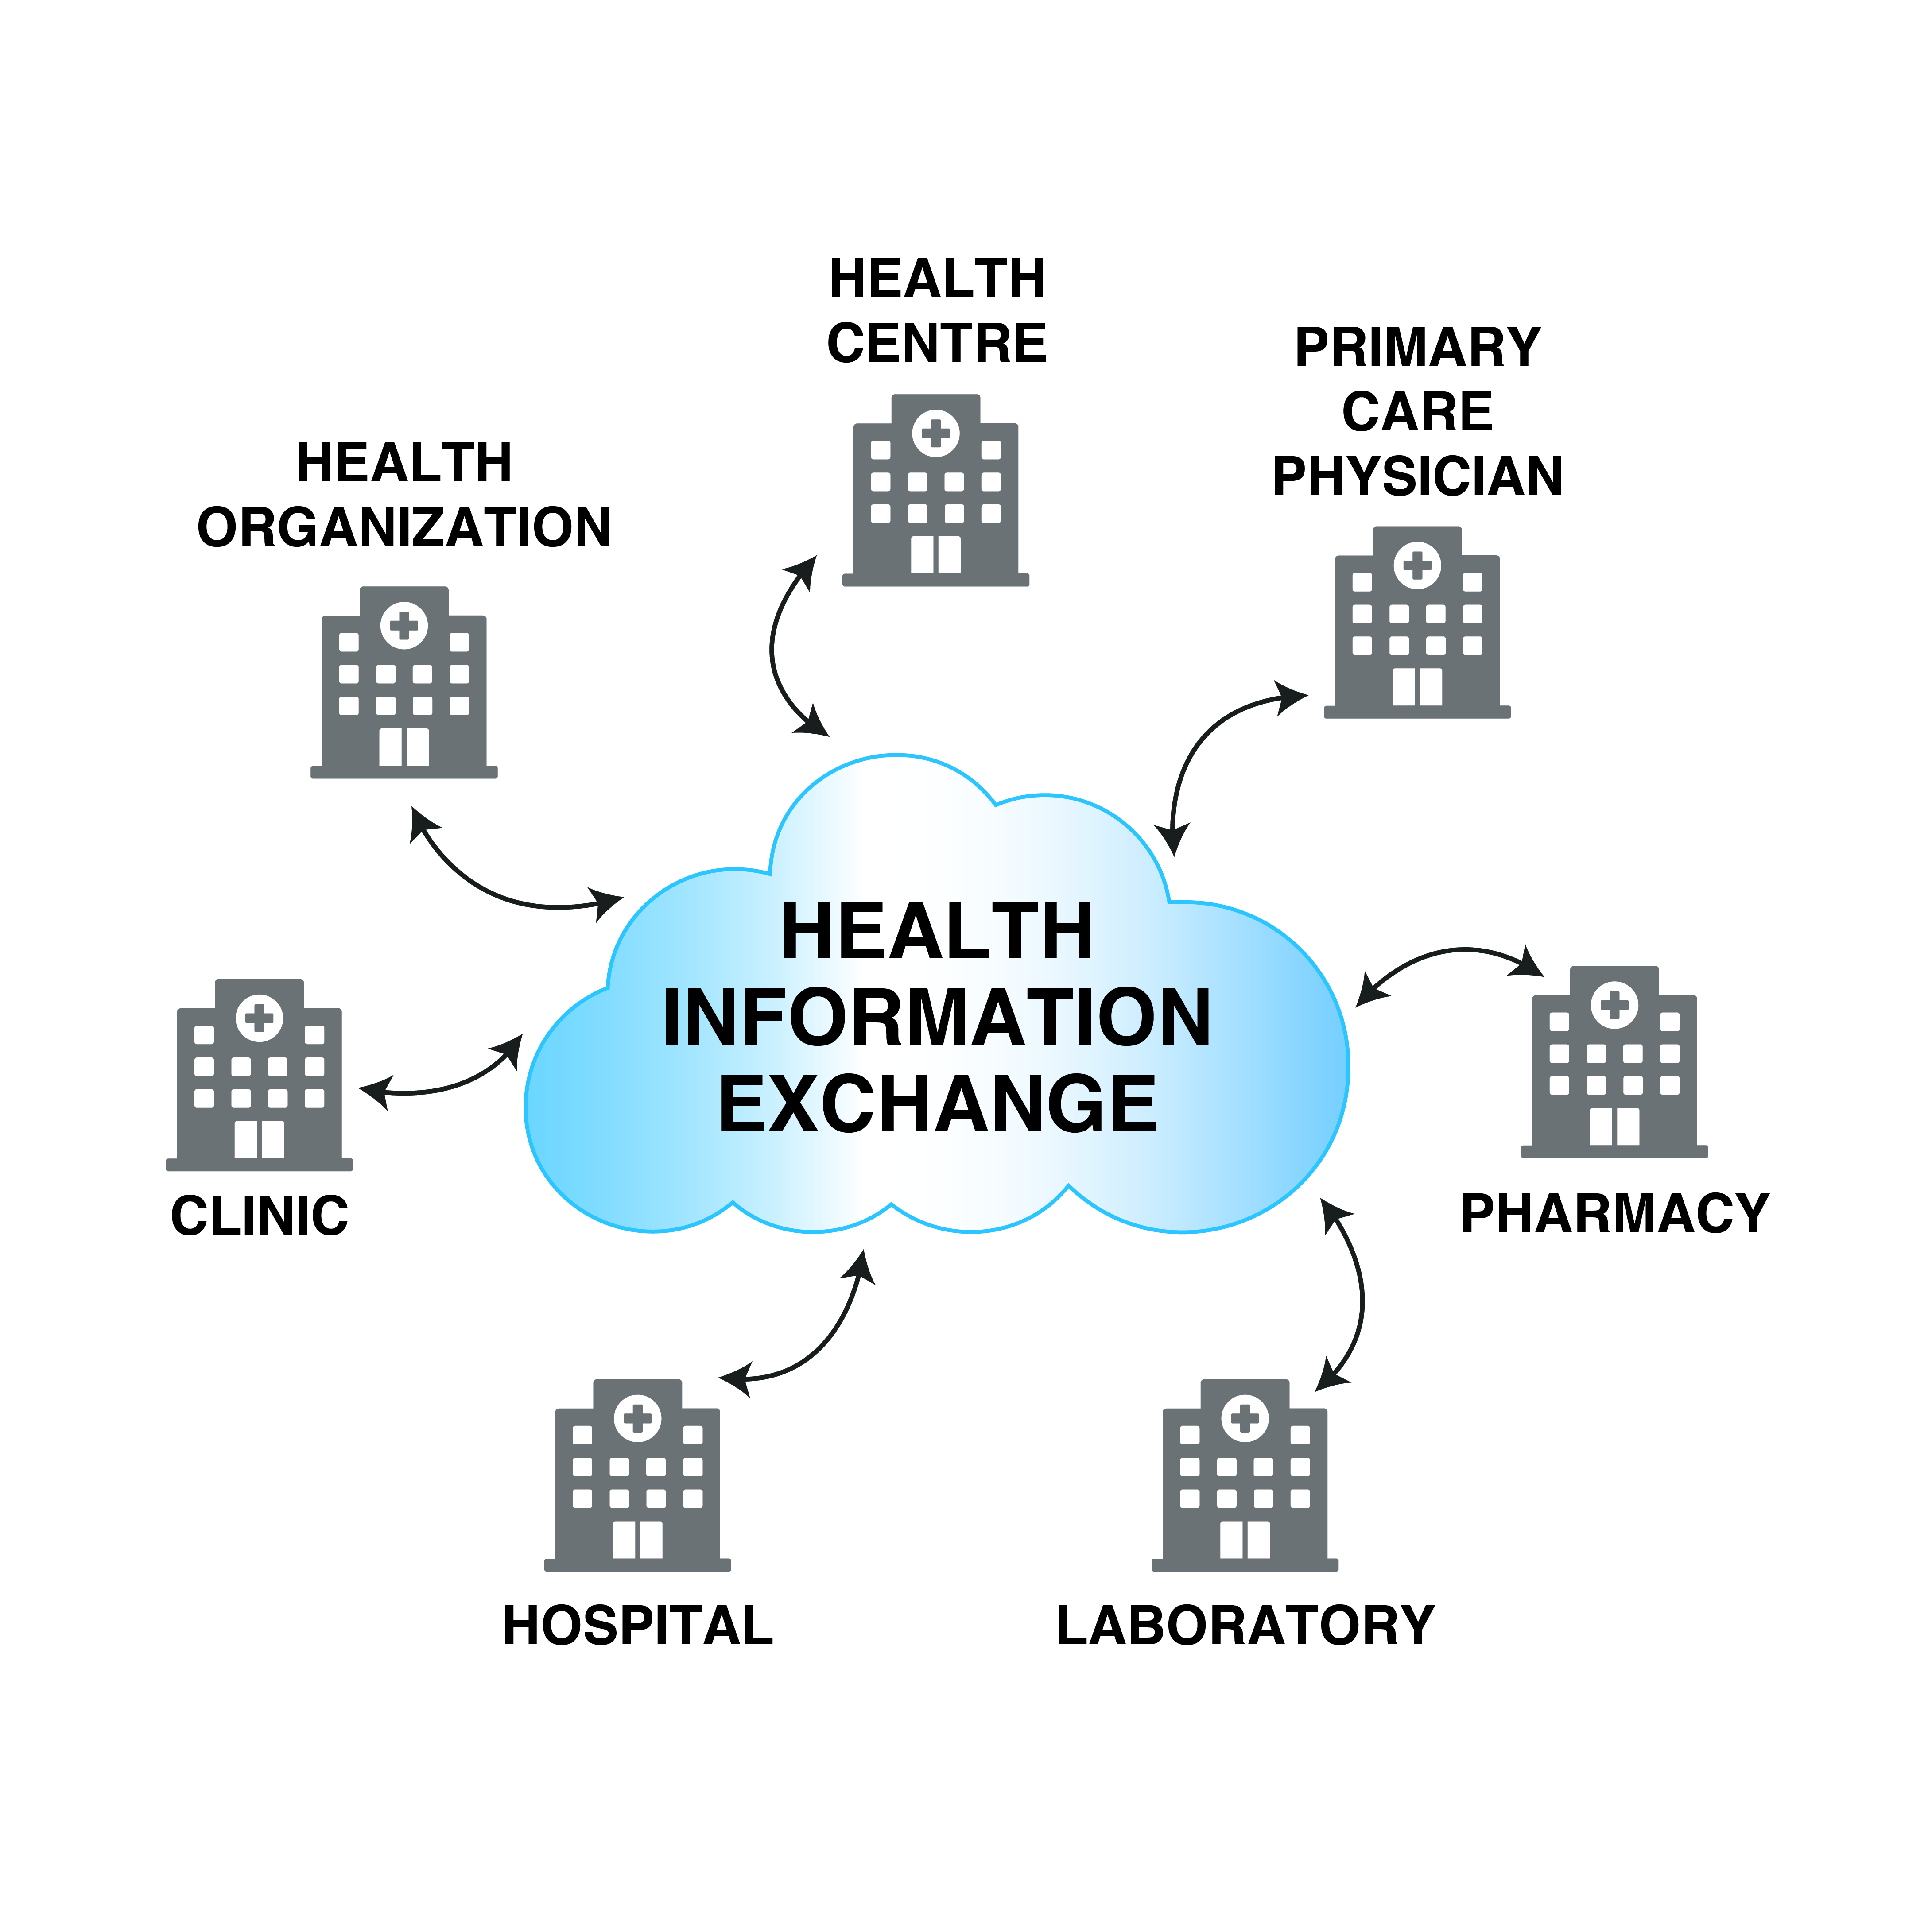 HEALTH
CENTRE
PRIMARY
CARE
PHYSICIAN
HEALTH
ORGANIZATION
HEALTH
INFORMATION
EXCHANGE
CLINIC
PHARMACY
HOSPITAL
LABORATORY